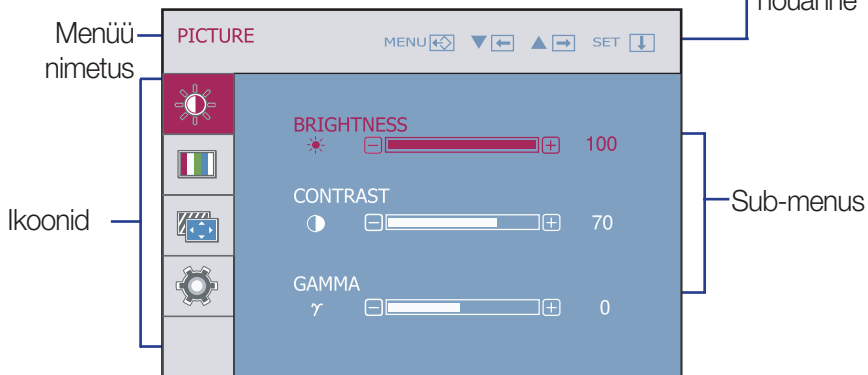 Menüü
nimetus
PICTURE
MENU
SET
BRIGHTNESS
100
CONTRAST
70
GAMMA
γ
0
Ikoonid
Sub-menus